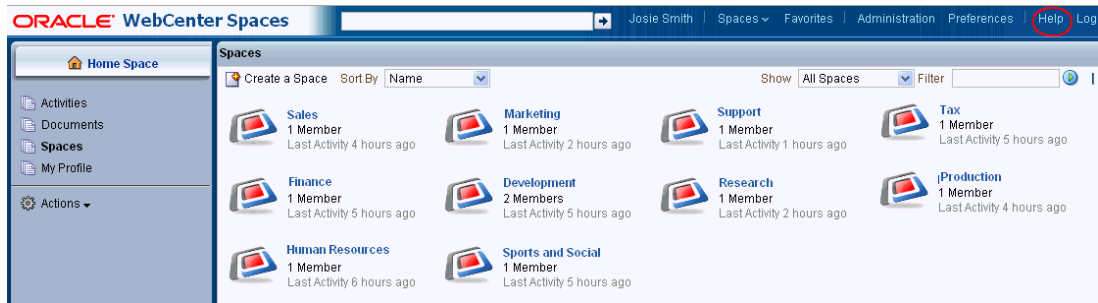 ORACLE WebCenter Spaces
Josie Smith Spaces Favorites Administration Preferences Help Log
Home Space
Activities
Documents
Spaces
My Profile
Actions
Spaces
Create a Space Sort By Name Show All Spaces Filter
Sales
1 Member
Last Activity 4 hours ago
Marketing
1 Member
Last Activity 2 hours ago
Support
1 Member
Last Activity 1 hours ago
Tax
1 Member
Last Activity 5 hours ago
Finance
1 Member
Last Activity 5 hours ago
Development
2 Members
Last Activity 5 hours ago
Research
1 Member
Last Activity 2 hours ago
Production
1 Member
Last Activity 4 hours ago
Human Resources
1 Member
Last Activity 6 hours ago
Sports and Social
1 Member
Last Activity 5 hours ago